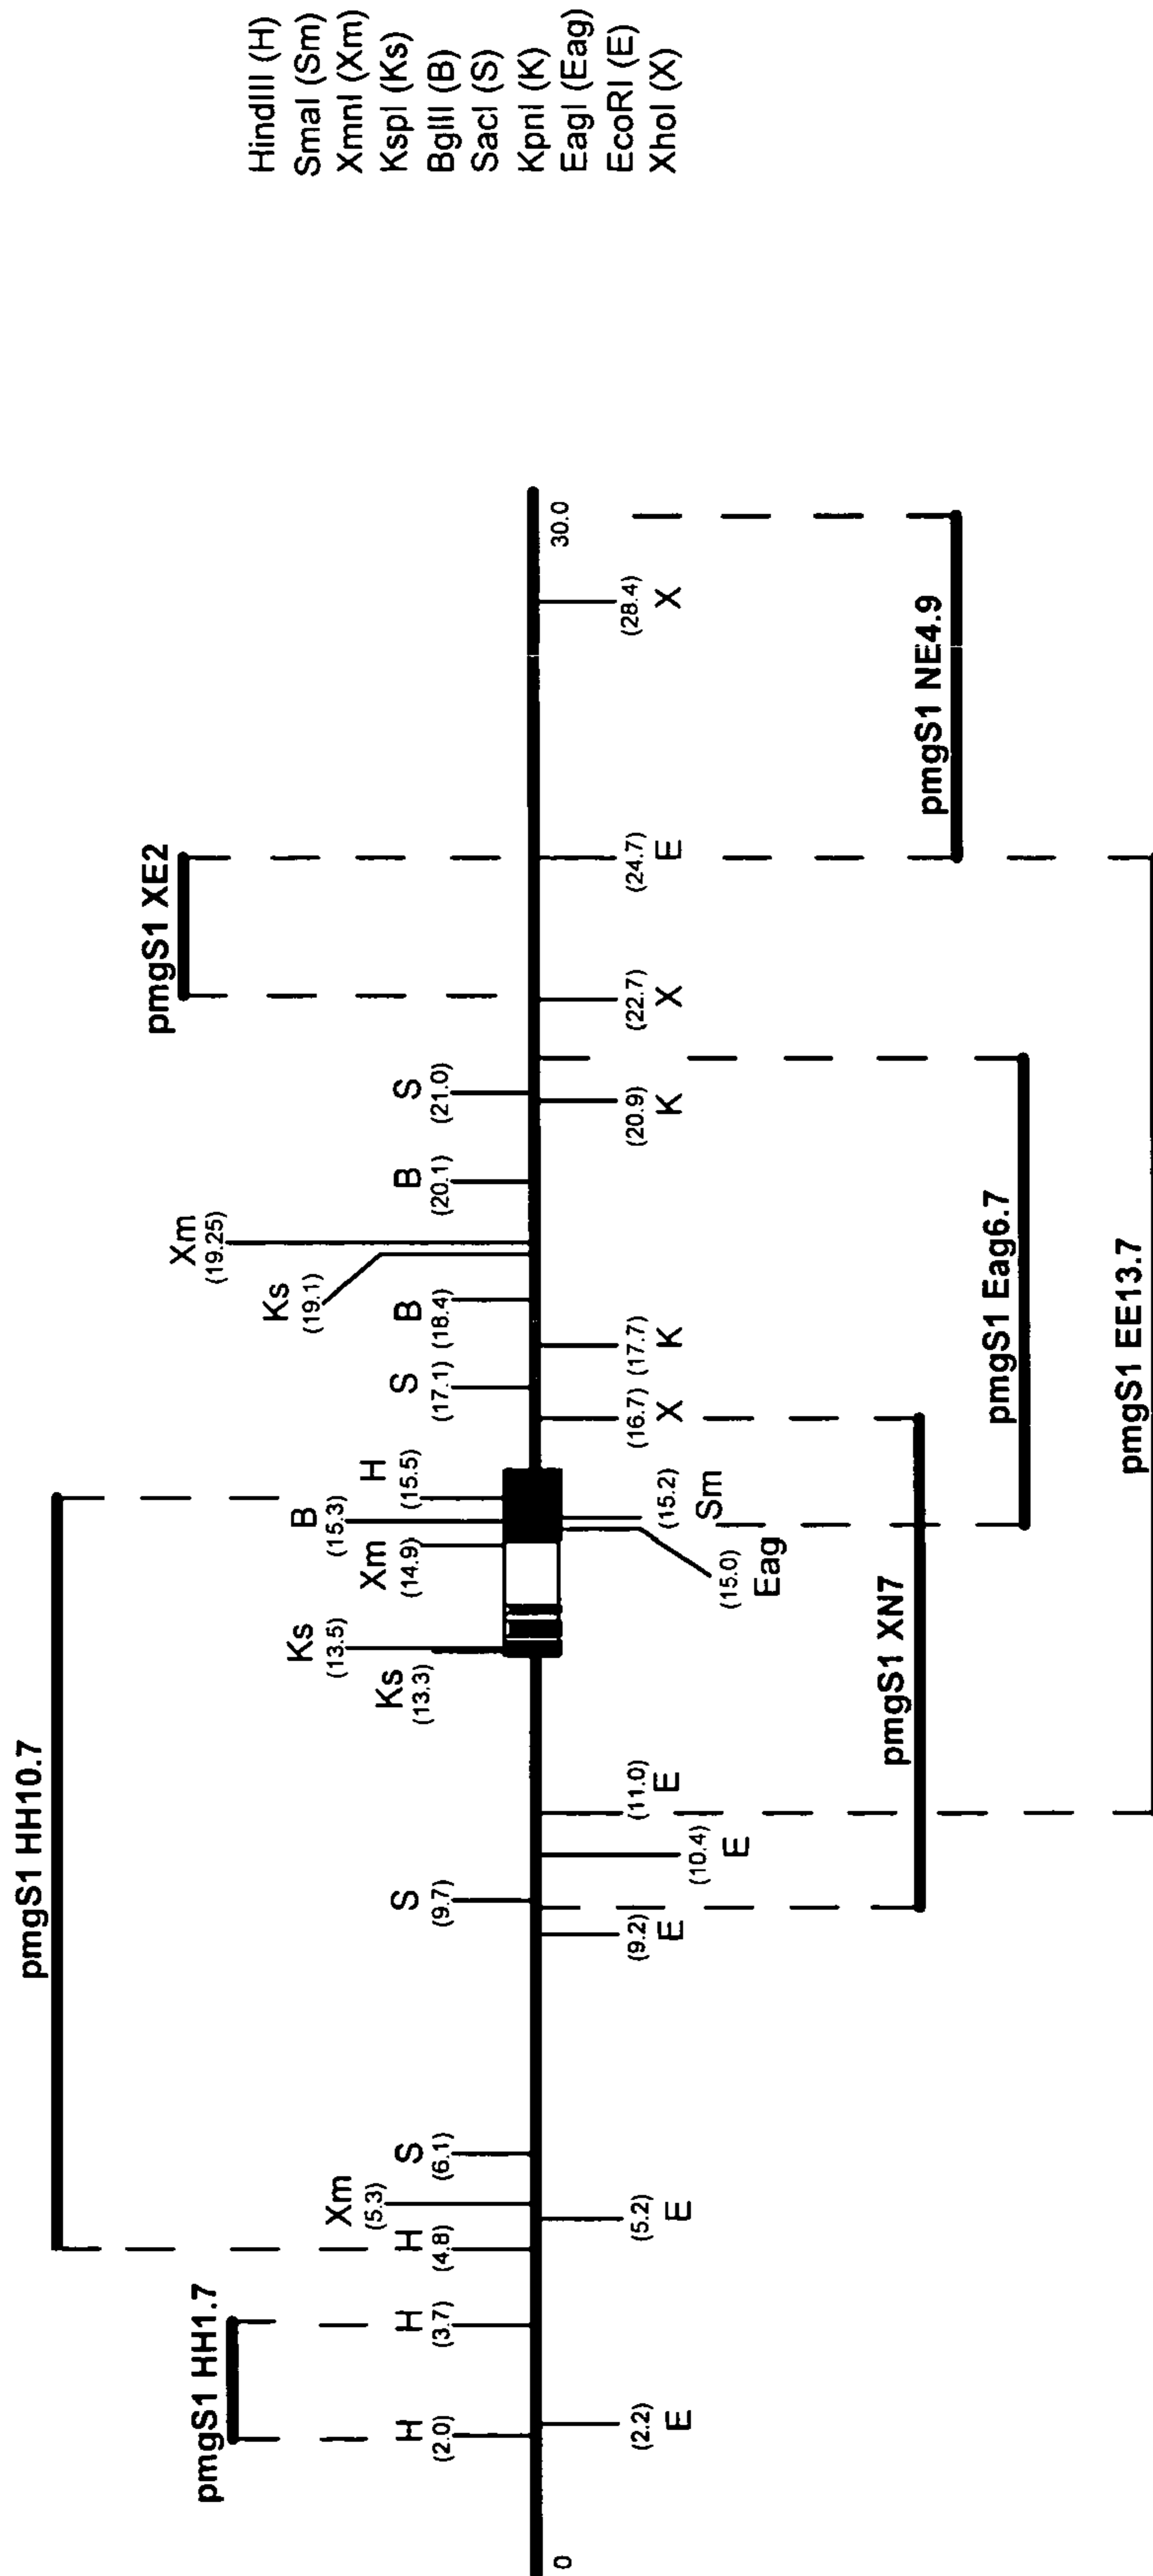 HindIII (H)
SmaI (Sm)
XmnI (Xm)
KspI (Ks)
BglII (B)
SacI (S)
KpnI (K)
EagI (Eag)
EcoRI (E)
XhoI (X)
pmgS1 HH10.7
pmgS1 XE2
pmgS1 HH1.7
H
(2.0)
H
(3.7)
H
(4.8)
Xm
(5.3)
S
(6.1)
S
(9.7)
Ks
(13.3)
Ks
(13.5)
Xm
(14.9)
B
(15.3)
H
(15.5)
S
(17.1)
B
(18.4)
Ks
(19.1)
Xm
(19.25)
B
(20.1)
S
(21.0)
0
30.0
(2.2)
E
(5.2)
E
(9.2)
E
(10.4)
E
(11.0)
E
(15.0)
Eag
(15.2)
Sm
(16.7)
X
(17.7)
K
(20.9)
K
(22.7)
X
(24.7)
E
(28.4)
X
pmgS1 XN7
pmgS1 NE4.9
pmgS1 Eag6.7
pmgS1 EE13.7